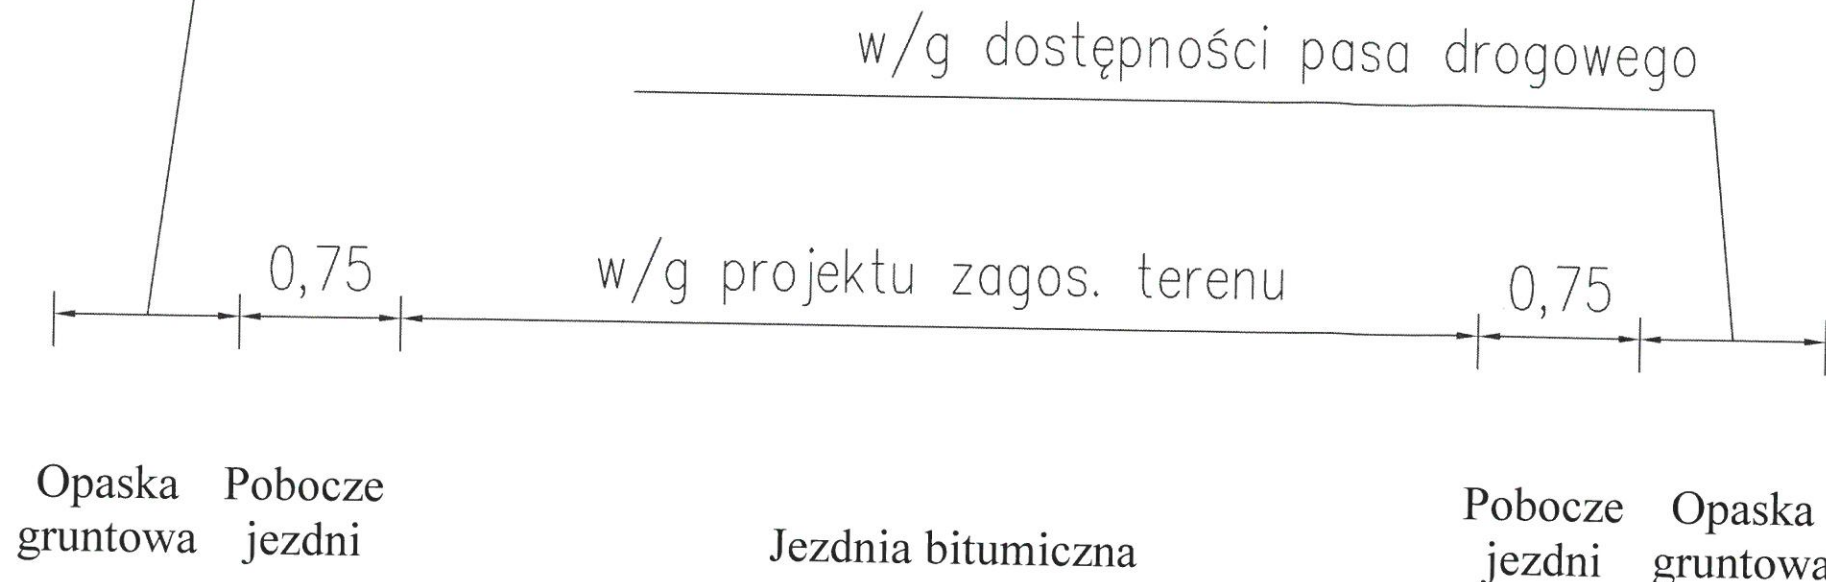 w/g dostępności pasa drogowego
0,75
w/g projektu zagos. terenu
0,75
Opaska gruntowa
Pobocze jezdni
Jezdnia bitumiczna
Pobocze jezdni
Opaska gruntowa